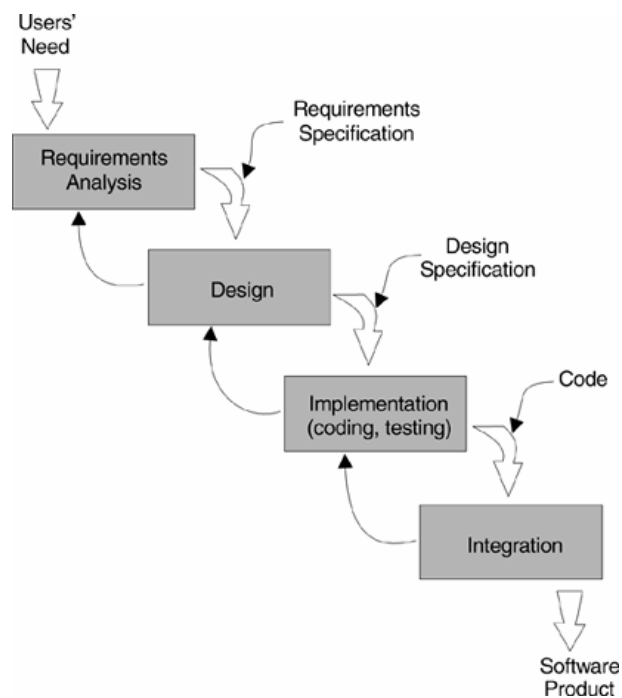 Users'
Need
Requirements
Specification
Requirements
Analysis
Design
Specification
Design
Code
Implementation
(coding, testing)
Integration
Software
Product